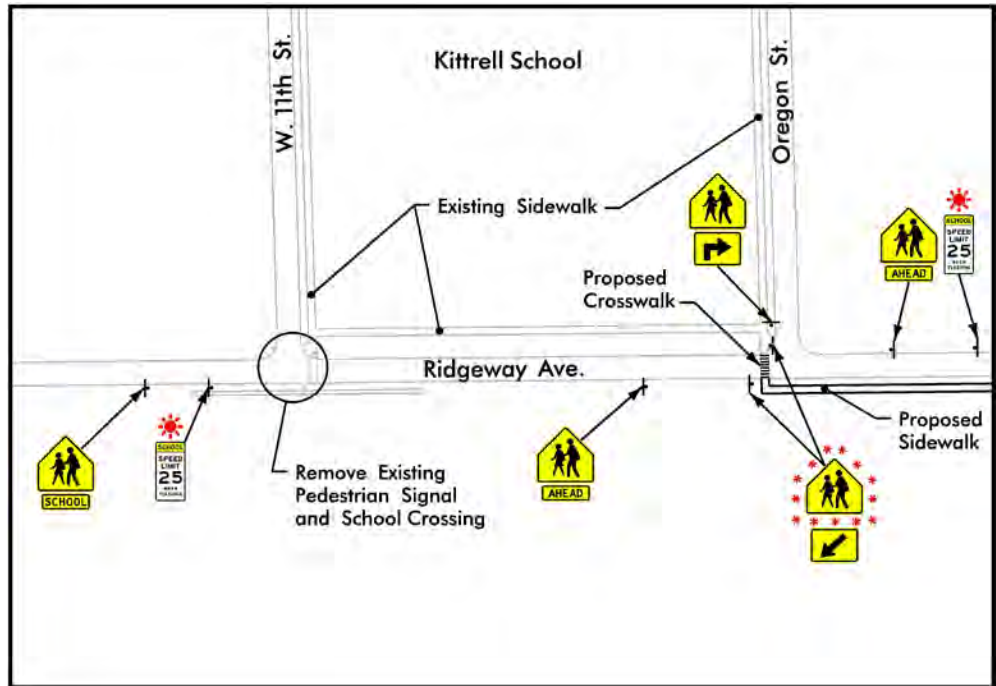 W. 11th St.
Kittrell School
Oregon St.
Existing Sidewalk
SCHOOL
SPEED
LIMIT
25
AHEAD
Proposed
Crosswalk
Ridgeway Ave.
SCHOOL
SPEED
LIMIT
25
SCHOOL
Remove Existing
Pedestrian Signal
and School Crossing
AHEAD
Proposed
Sidewalk